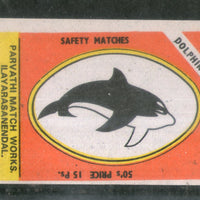 SAFETY MATCHES
DOLPHIN
PARVATHI MATCH WORKS.
ILAYARASANENDAL.
50's PRICE 15 Ps.